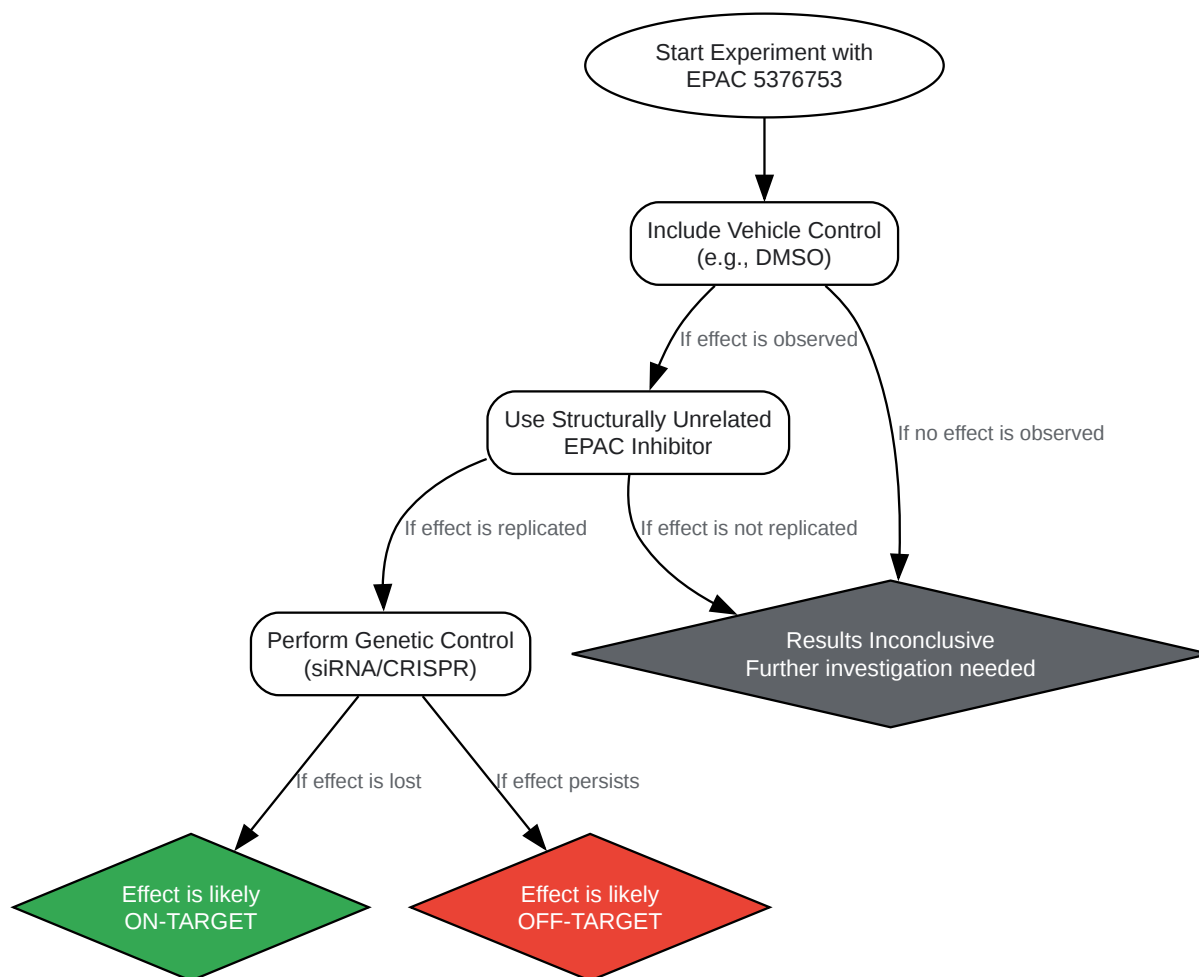 Start Experiment with
EPAC 5376753
Include Vehicle Control
(e.g., DMSO)
If effect is observed
If no effect is observed
Use Structurally Unrelated
EPAC Inhibitor
If effect is replicated
If effect is not replicated
Perform Genetic Control
(siRNA/CRISPR)
Results Inconclusive
Further investigation needed
If effect is lost
If effect persists
Effect is likely
ON-TARGET
Effect is likely
OFF-TARGET